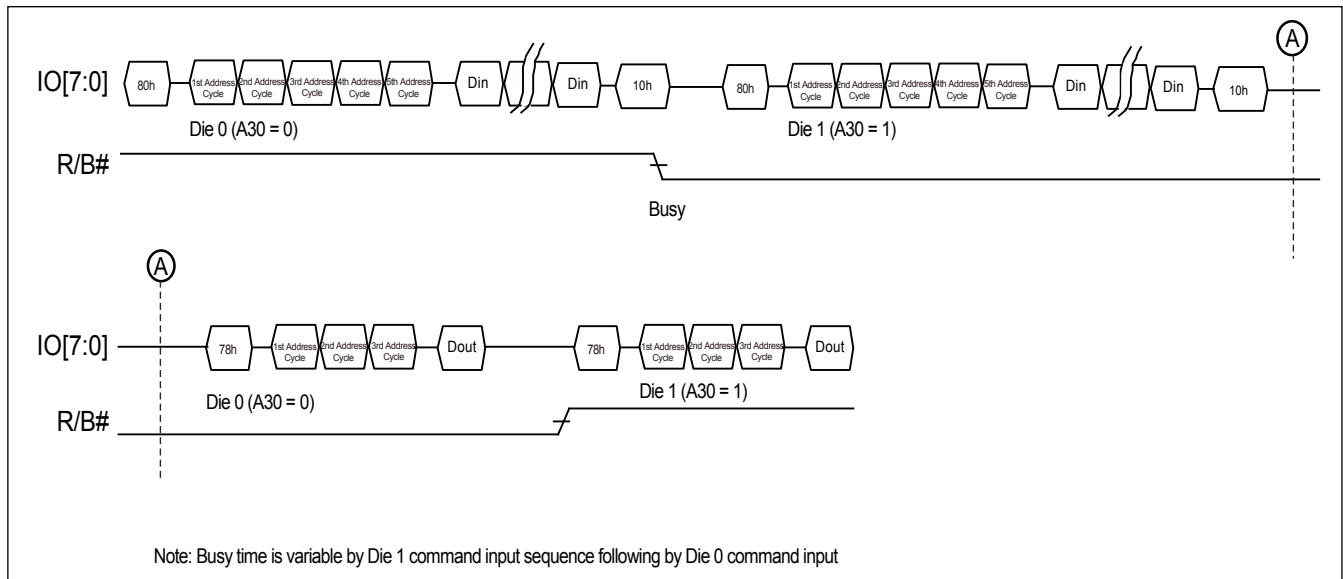 A
IO[7:0] 80h 1st Address Cycle 2nd Address Cycle 3rd Address Cycle 4th Address Cycle 5th Address Cycle Din Din 10h 80h 1st Address Cycle 2nd Address Cycle 3rd Address Cycle 4th Address Cycle 5th Address Cycle Din Din 10h
Die 0 (A30 = 0) Die 1 (A30 = 1)
R/B#
Busy
A
IO[7:0] 78h 1st Address Cycle 2nd Address Cycle 3rd Address Cycle Dout 78h 1st Address Cycle 2nd Address Cycle 3rd Address Cycle Dout
Die 0 (A30 = 0) Die 1 (A30 = 1)
R/B#
Note: Busy time is variable by Die 1 command input sequence following by Die 0 command input